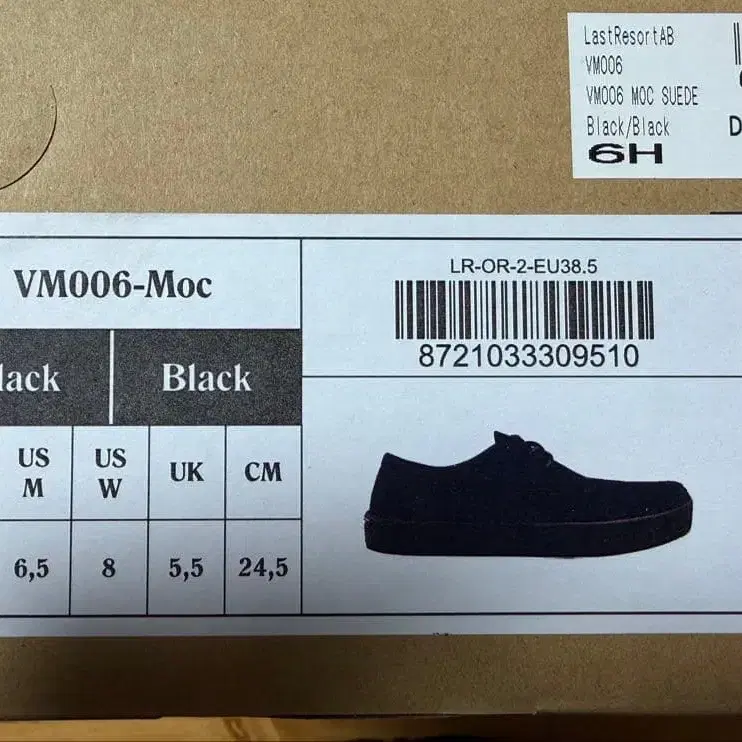 LastResortAB
VM006
VM006 MOC SUEDE
Black/Black
6H
VM006-Moc
LR-OR-2-EU38.5
8721033309510
lack Black
US M US W UK CM
6,5 8 5,5 24,5